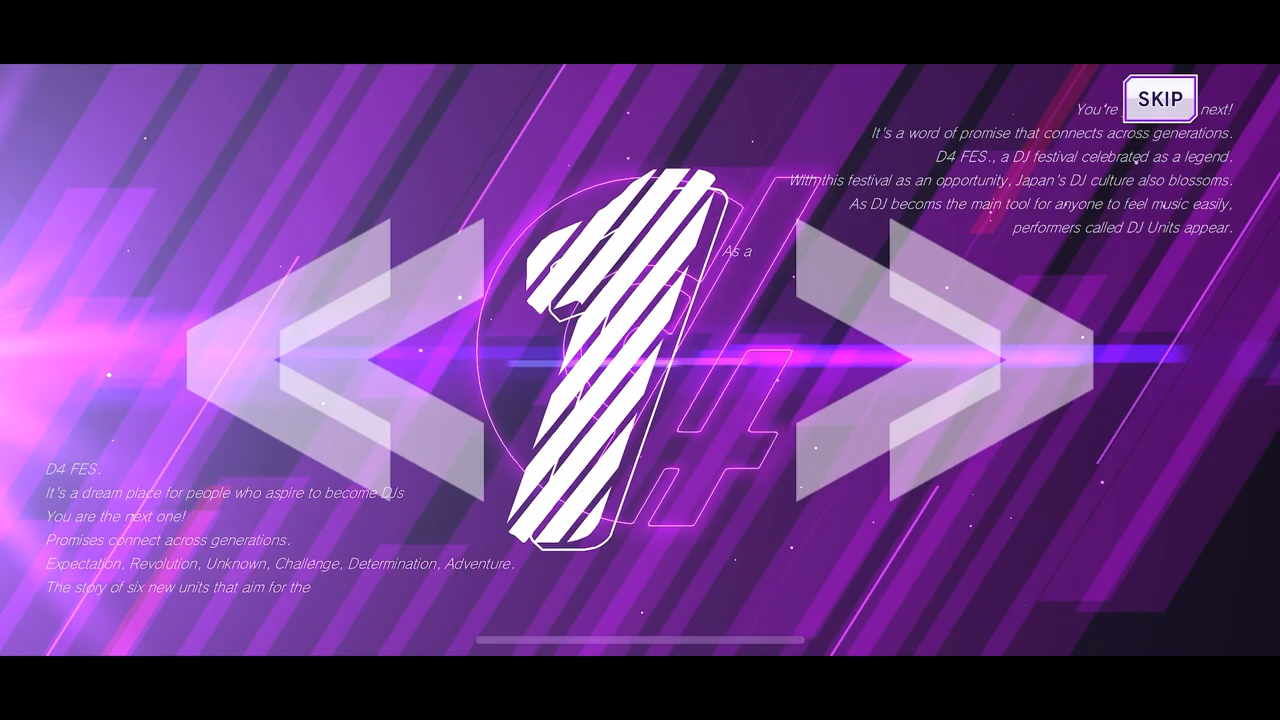 SKIP
You're next!
It's a word of promise that connects across generations.
D4 FES., a DJ festival celebrated as a legend.
With this festival as an opportunity, Japan's DJ culture also blossoms.
As DJ becoms the main tool for anyone to feel music easily,
performers called DJ Units appear.
As a
1
D4 FES.
It's a dream place for people who aspire to become DJs
You are the next one!
Promises connect across generations.
Expectation, Revolution, Unknown, Challenge, Determination, Adventure.
The story of six new units that aim for the